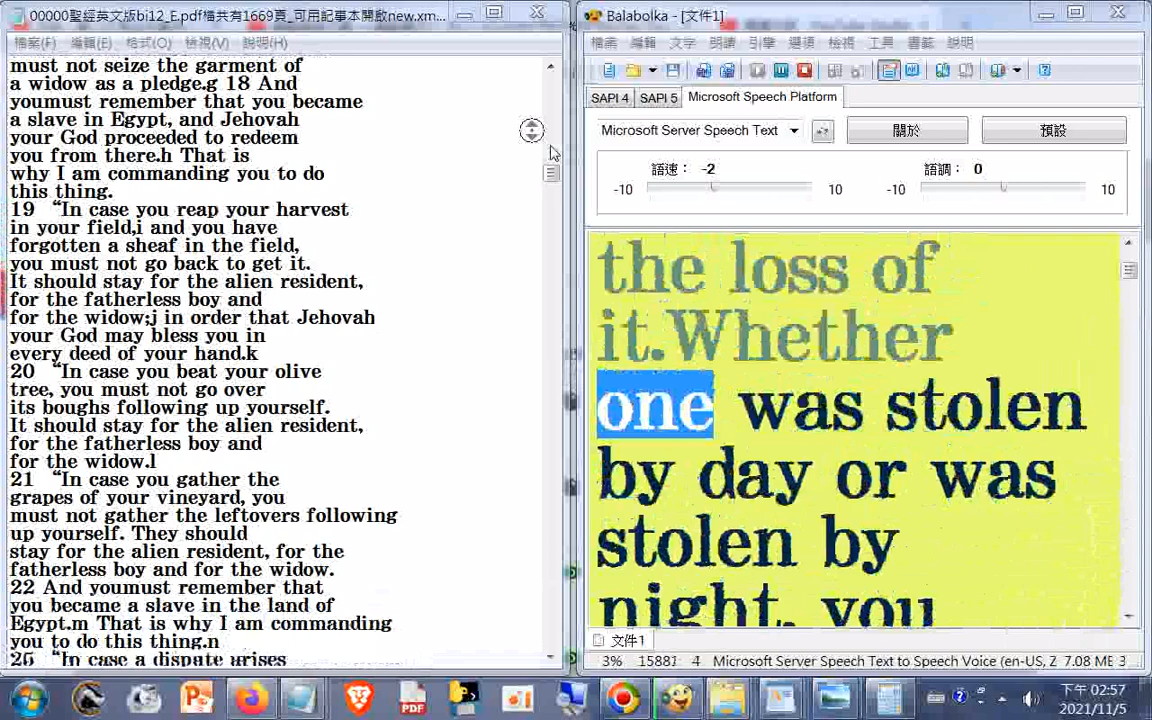 00000聖經英文版bi12_E.pdf檔共有1669頁_可用記事本開啟new.xm...
檔案(F) 編輯(E) 格式(O) 檢視(V) 說明(H)
must not seize the garment of
a widow as a pledge.g 18 And
youmust remember that you became
a slave in Egypt, and Jehovah
your God proceeded to redeem
you from there.h That is
why I am commanding you to do
this thing.
19 “In case you reap your harvest
in your field,i and you have
forgotten a sheaf in the field,
you must not go back to get it.
It should stay for the alien resident,
for the fatherless boy and
for the widow;j in order that Jehovah
your God may bless you in
every deed of your hand.k
20 “In case you beat your olive
tree, you must not go over
its boughs following up yourself.
It should stay for the alien resident,
for the fatherless boy and
for the widow.l
21 “In case you gather the
grapes of your vineyard, you
must not gather the leftovers following
up yourself. They should
stay for the alien resident, for the
fatherless boy and for the widow.
22 And youmust remember that
you became a slave in the land of
Egypt.m That is why I am commanding
you to do this thing.n
“In case a dispute arises
Balabolka - [文件1]
檔案 編輯 文字 朗讀 引擎 選項 檢視 工具 書籤 說明
SAPI 4 SAPI 5 Microsoft Speech Platform
Microsoft Server Speech Text 關於 預設
語速： -2 語調： 0
-10 10 -10 10
the loss of
it.Whether
one was stolen
by day or was
stolen by
night, you
文件1
3% 15881 4 Microsoft Server Speech Text to Speech Voice (en-US, Z 7.08 ME 3
PDF
下午 02:57
2021/11/5